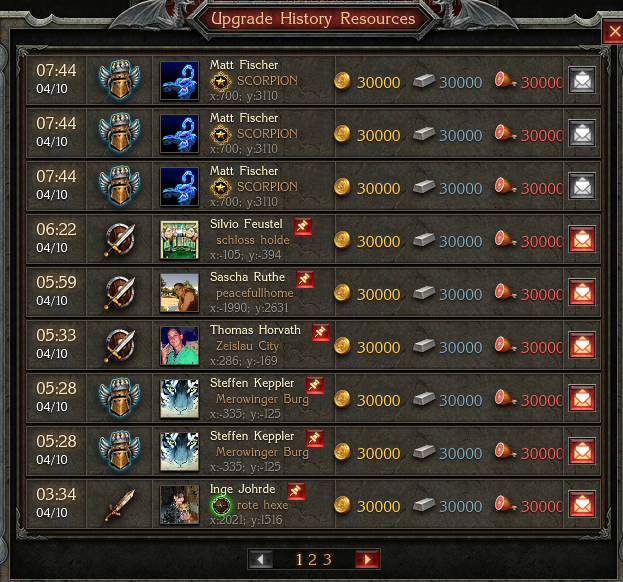 Upgrade History Resources
07:44
04/10
Matt Fischer
SCORPION
x:700; y:3110
30000 30000 30000
07:44
04/10
Matt Fischer
SCORPION
x:700; y:3110
30000 30000 30000
07:44
04/10
Matt Fischer
SCORPION
x:700; y:3110
30000 30000 30000
06:22
04/10
Silvio Feustel
schloss holde
x:-105; y:-394
30000 30000 30000
05:59
04/10
Sascha Ruthe
peacefullhome
x:-1990; y:2631
30000 30000 30000
05:33
04/10
Thomas Horvath
Zeislau City
x:286; y:-169
30000 30000 30000
05:28
04/10
Steffen Keppler
Merowinger Burg
x:-335; y:-125
30000 30000 30000
05:28
04/10
Steffen Keppler
Merowinger Burg
x:-335; y:-125
30000 30000 30000
03:34
04/10
Inge Johrde
rote hexe
x:2021; y:1516
30000 30000 30000
1 2 3